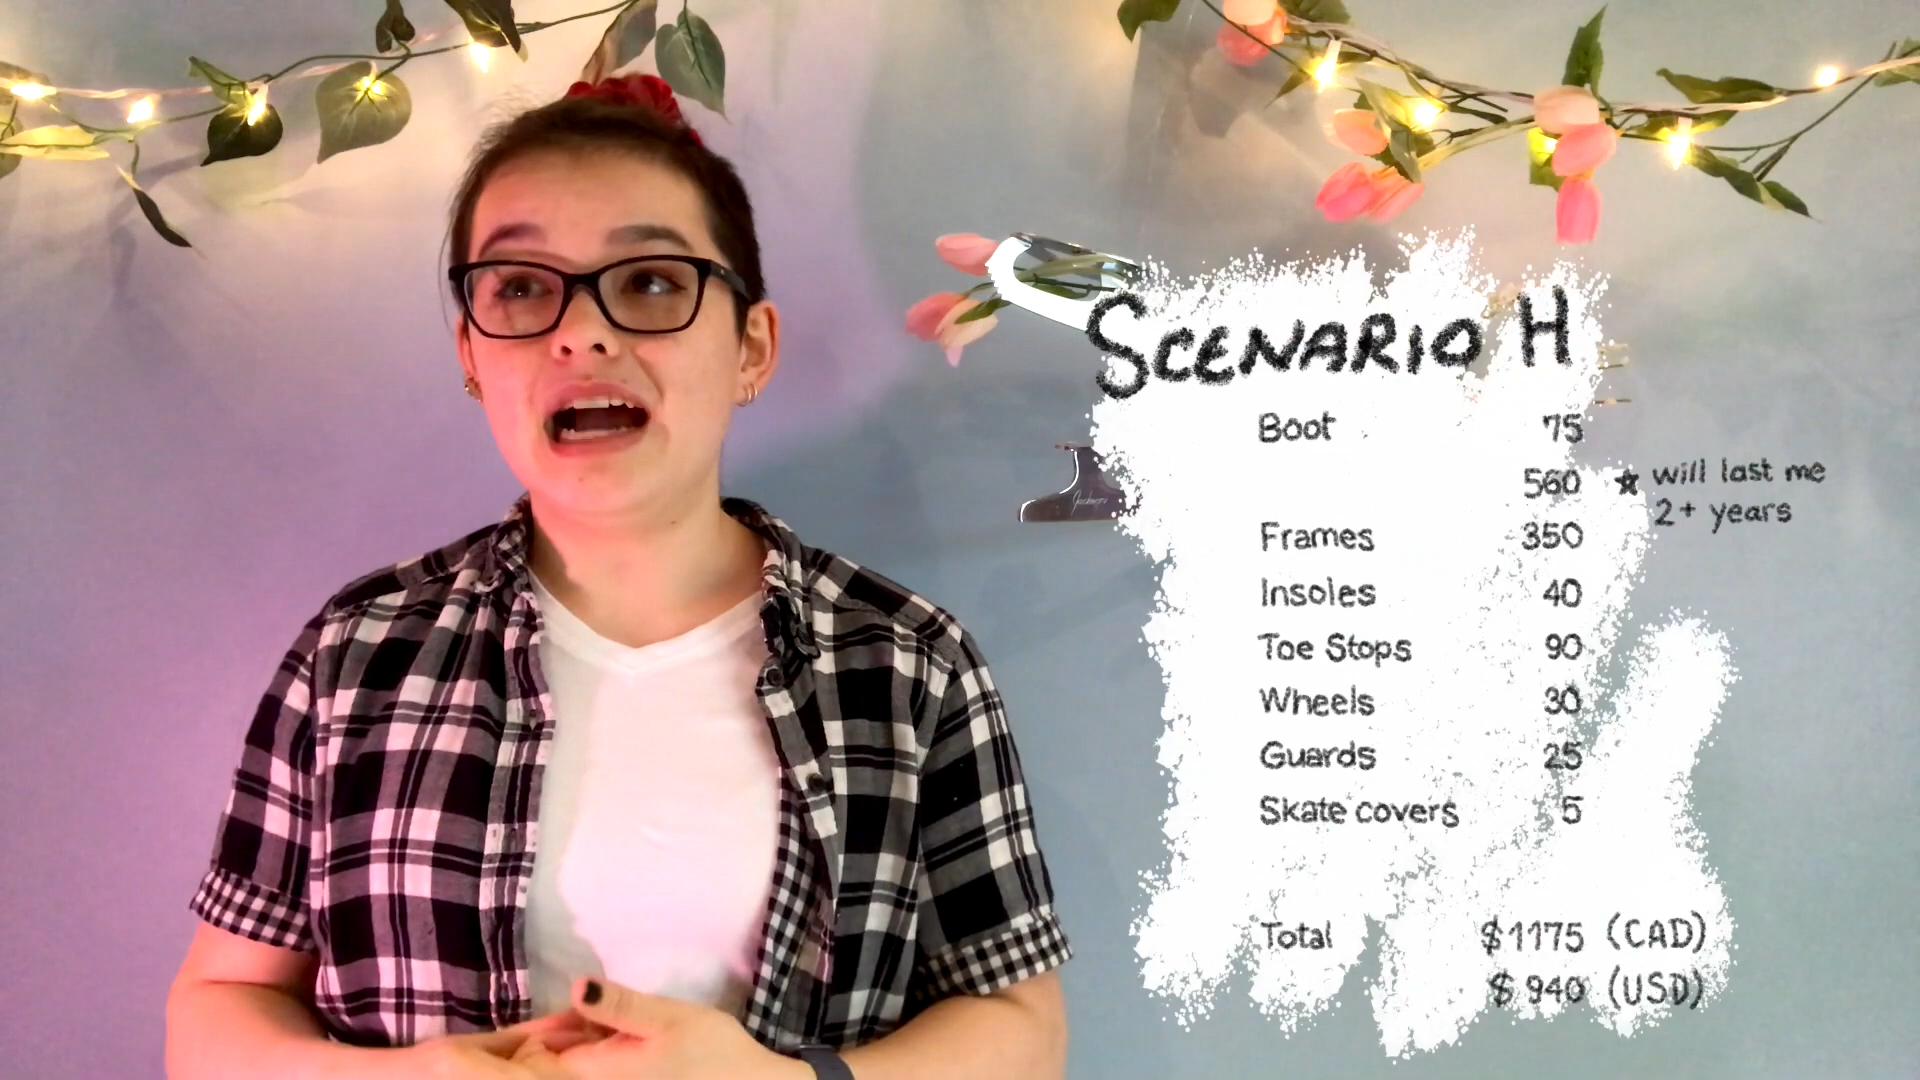 SCENARIO H
Boot 75
560 ☆ will last me
2+ years
Frames 350
Insoles 40
Toe Stops 90
Wheels 30
Guards 25
Skate covers 5
Total $1175 (CAD)
$940 (USD)
Jackson